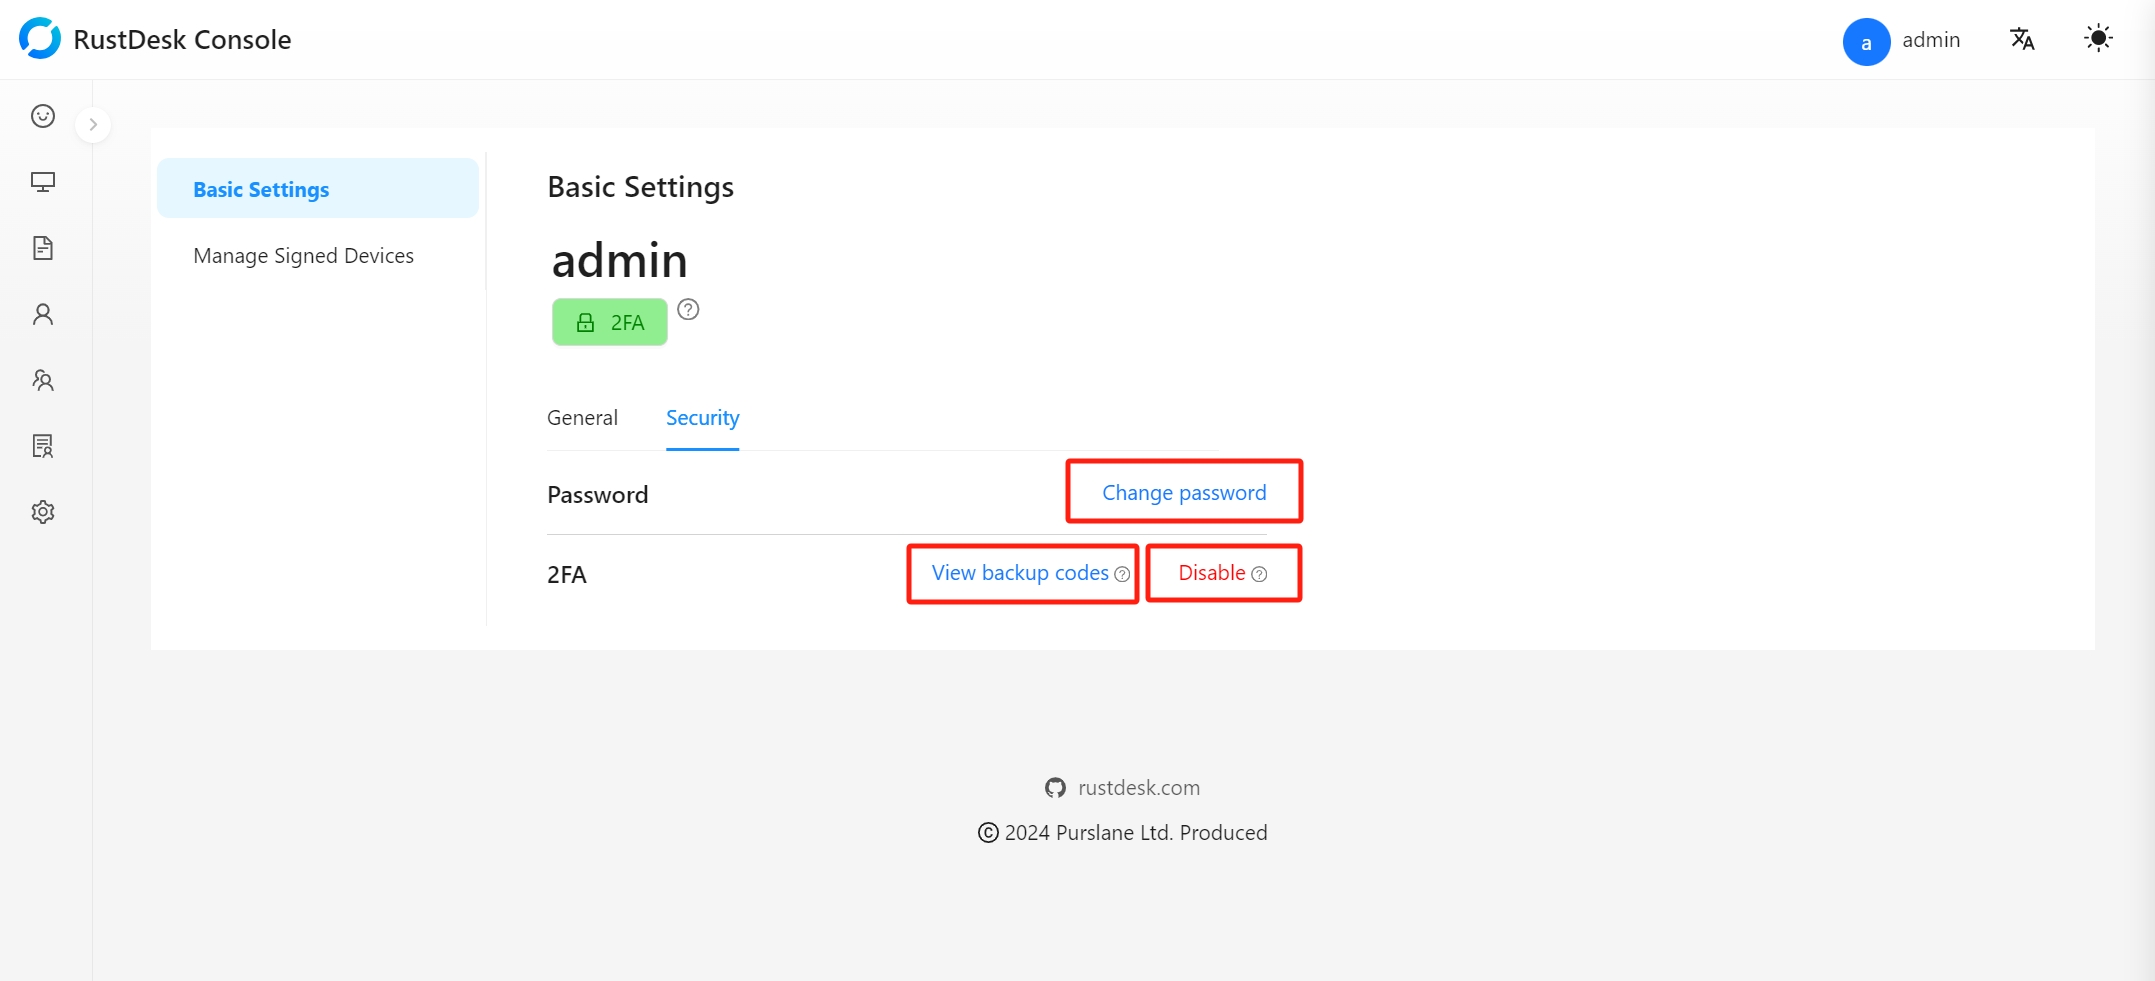 RustDesk Console
a admin
Basic Settings
Manage Signed Devices
Basic Settings
admin
2FA
General Security
Password Change password
2FA View backup codes Disable
rustdesk.com
© 2024 Purslane Ltd. Produced